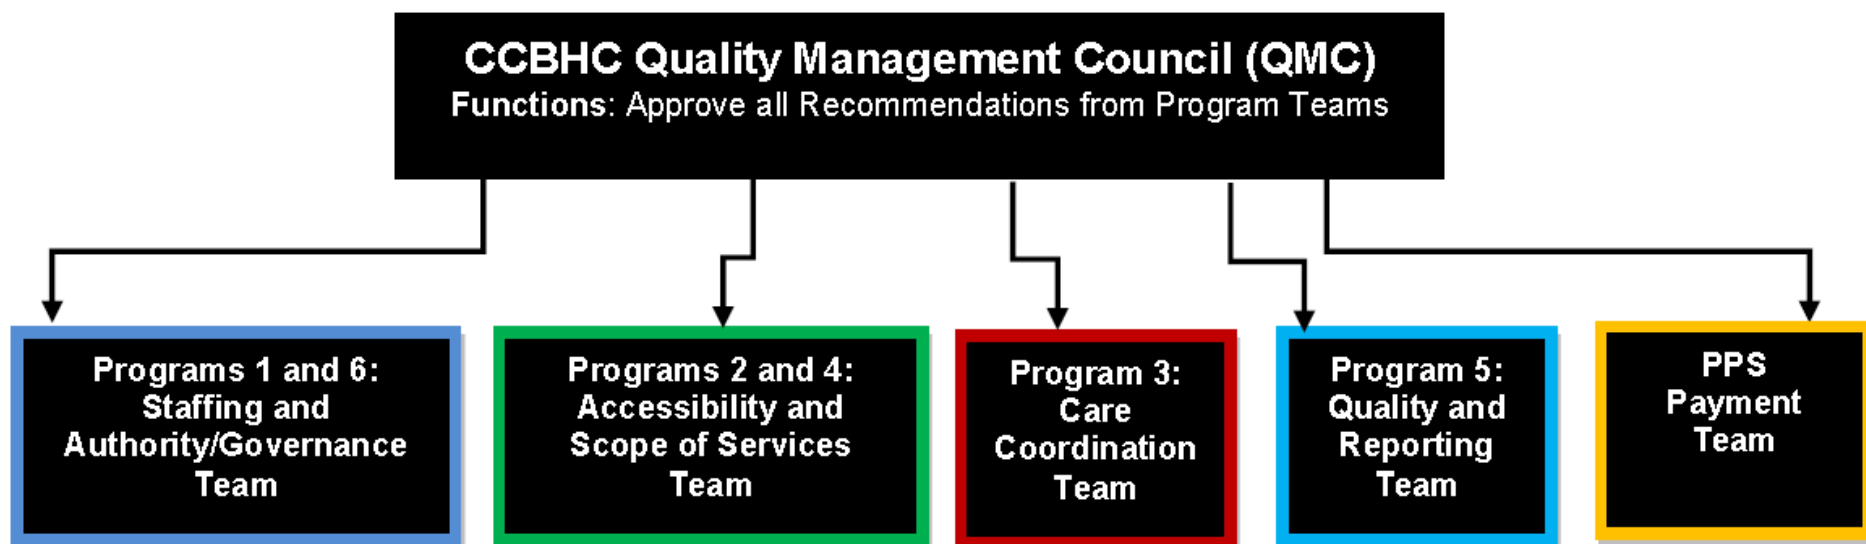 CCBHC Quality Management Council (QMC)
Functions: Approve all Recommendations from Program Teams
Programs 1 and 6:
Staffing and
Authority/Governance
Team
Programs 2 and 4:
Accessibility and
Scope of Services
Team
Program 3:
Care
Coordination
Team
Program 5:
Quality and
Reporting
Team
PPS
Payment
Team